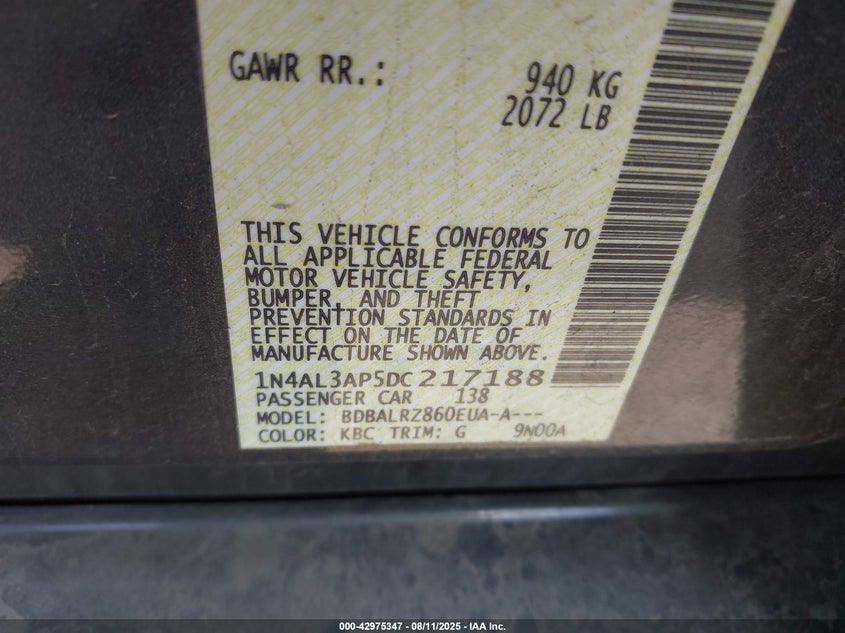 GAWR RR.: 940 KG
2072 LB
THIS VEHICLE CONFORMS TO
ALL APPLICABLE FEDERAL
MOTOR VEHICLE SAFETY,
BUMPER, AND THEFT
PREVENTION STANDARDS IN
EFFECT ON THE DATE OF
MANUFACTURE SHOWN ABOVE.
1N4AL3AP5DC217188
PASSENGER CAR 138
MODEL: BDBALRZ860EUA-A---
COLOR: KBC TRIM: G 9N00A
000-42975347 - 08/11/2025 - IAA Inc.